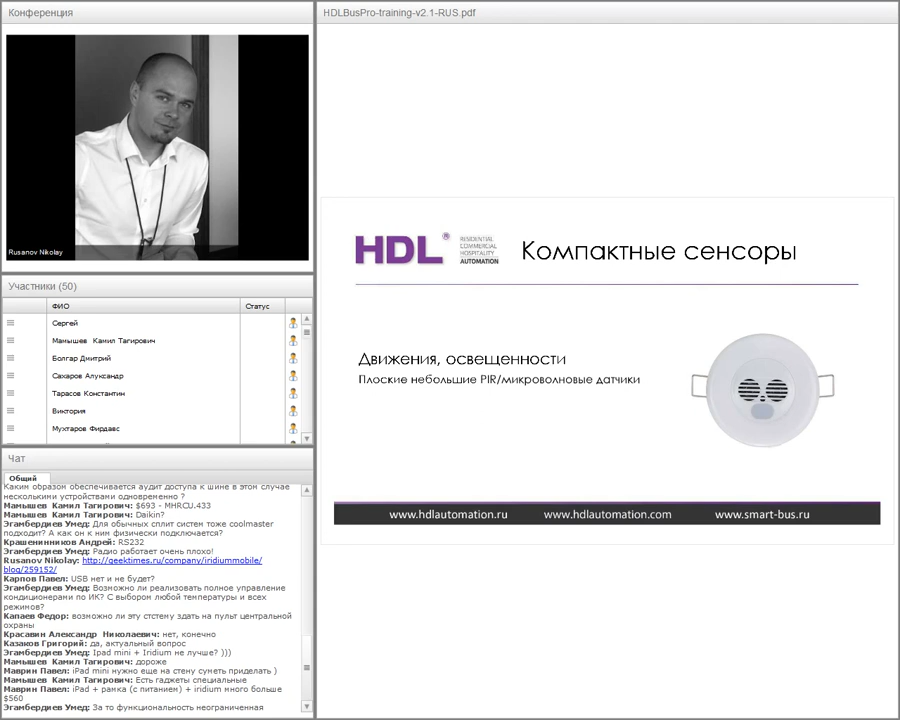 Конференция
Rusanov Nikolay
Участники (50)
ФИО Статус
Сергей
Мамышев Камил Тагирович
Болгар Дмитрий
Сахаров Алуксандр
Тарасов Константин
Виктория
Мухтаров Фирдавс
Чат
Общий
Каким образом обеспечивается аудит доступа к шине в этом случае
несколькими устройствами одновременно ?
Мамышев Камил Тагирович: $693 - MHRCU.433
Мамышев Камил Тагирович: Daikin?
Эгамбердиев Умед: Для обычных сплит систем тоже coolmaster
подходит? А как он к ним физически подключается?
Крашенинников Андрей: RS232
Эгамбердиев Умед: Радио работает очень плохо!
Rusanov Nikolay: http://geektimes.ru/company/iridiummobile/
blog/259152/
Карпов Павел: USB нет и не будет?
Эгамбердиев Умед: Возможно ли реализовать полное управление
кондиционерами по ИК? С выбором любой температуры и всех
режимов?
Капаев Федор: возможно ли эту стстему здать на пульт центральной
охраны
Красавин Александр Николаевич: нет, конечно
Казаков Григорий: да, актуальный вопрос
Эгамбердиев Умед: Ipad mini + Iridium не лучше? )))
Мамышев Камил Тагирович: дороже
Маврин Павел: iPad mini нужно еще на стену суметь приделать )
Мамышев Камил Тагирович: Есть гаджеты специальные
Маврин Павел: iPad + рамка (с питанием) + iridium много больше
$560
Эгамбердиев Умед: За то функциональность неограниченная
HDLBusPro-training-v2.1-RUS.pdf
HDL®
RESIDENTIAL
COMMERCIAL
HOSPITALITY
AUTOMATION
Компактные сенсоры
Движения, освещенности
Плоские небольшие PIR/микроволновые датчики
www.hdlautomation.ru www.hdlautomation.com www.smart-bus.ru